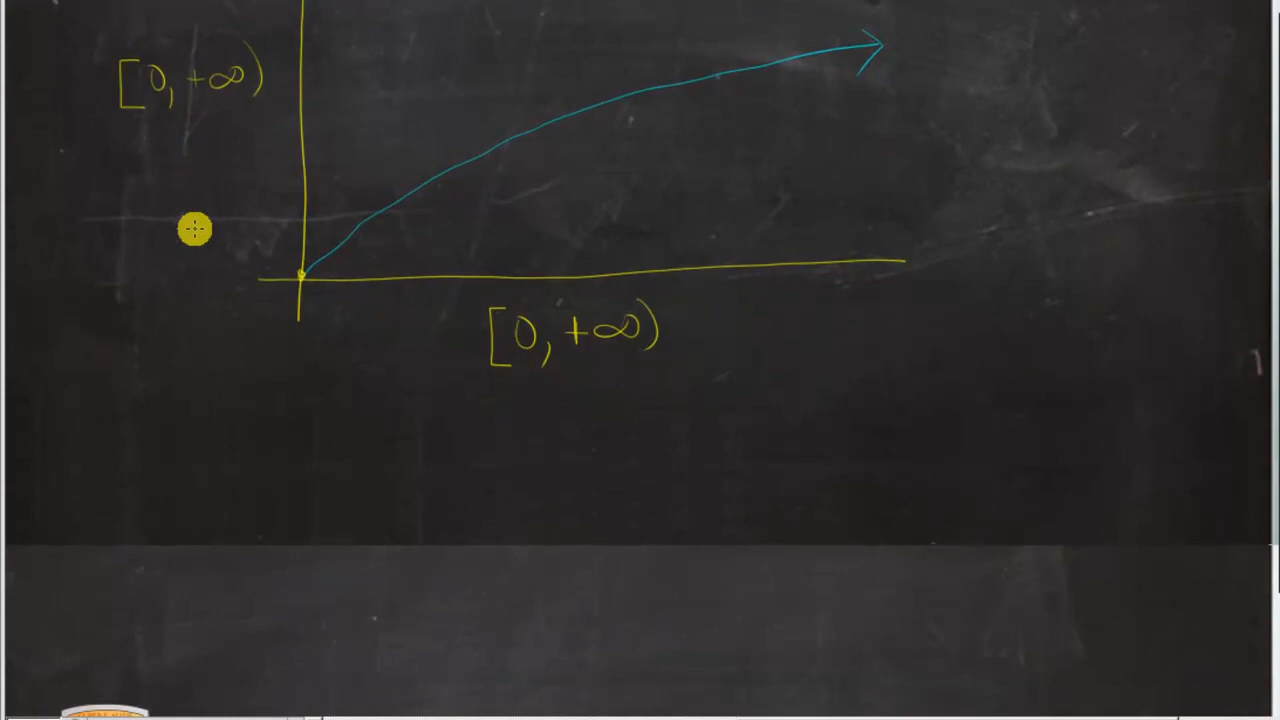 [0, +∞)
[0, +∞)